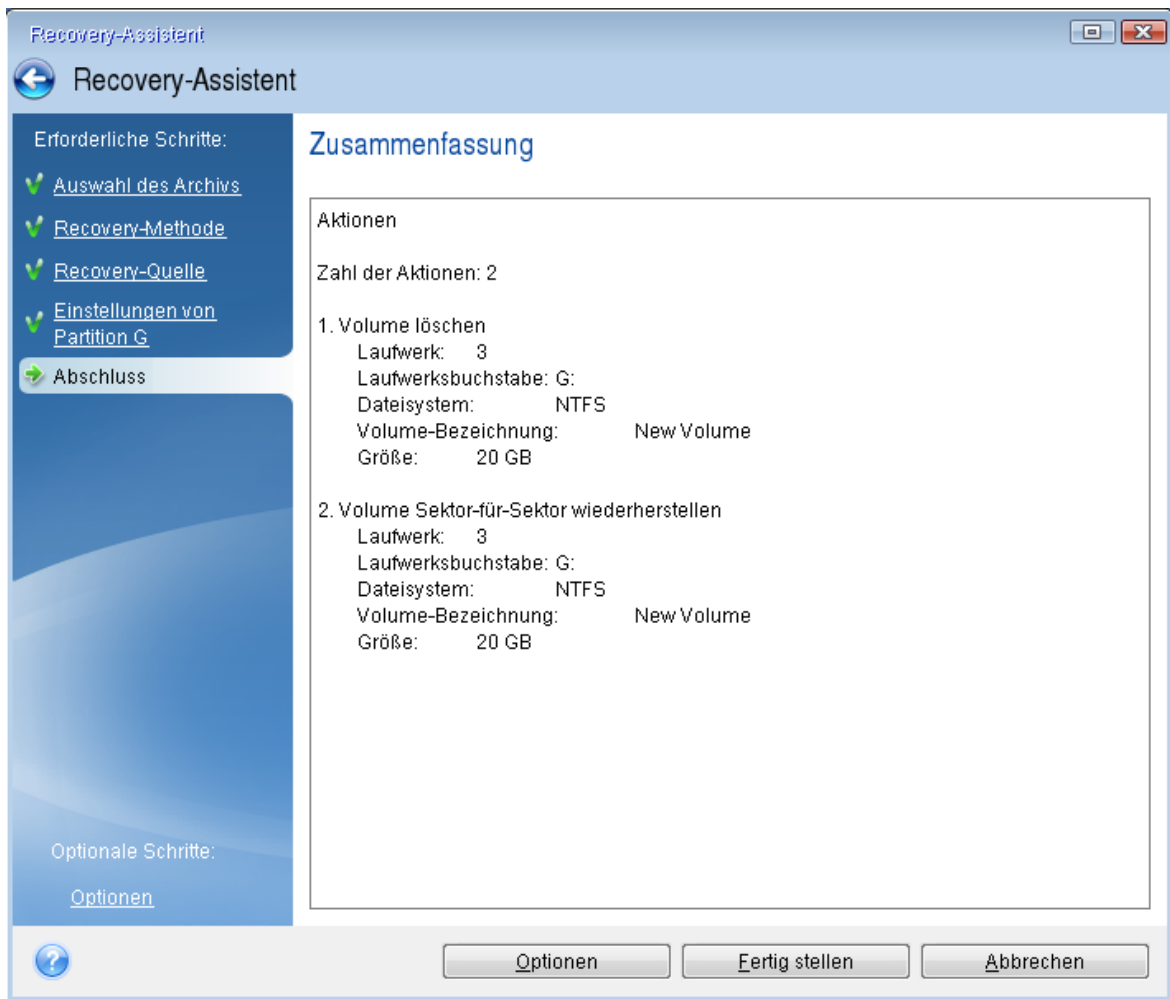 Recovery-Assistent
Recovery-Assistent
Erforderliche Schritte:
Auswahl des Archivs
Recovery-Methode
Recovery-Quelle
Einstellungen von
Partition G
Abschluss
Optionale Schritte:
Optionen
Zusammenfassung
Aktionen
Zahl der Aktionen: 2
1. Volume löschen
Laufwerk: 3
Laufwerksbuchstabe: G:
Dateisystem: NTFS
Volume-Bezeichnung: New Volume
Größe: 20 GB
2. Volume Sektor-für-Sektor wiederherstellen
Laufwerk: 3
Laufwerksbuchstabe: G:
Dateisystem: NTFS
Volume-Bezeichnung: New Volume
Größe: 20 GB
?
Optionen
Fertig stellen
Abbrechen